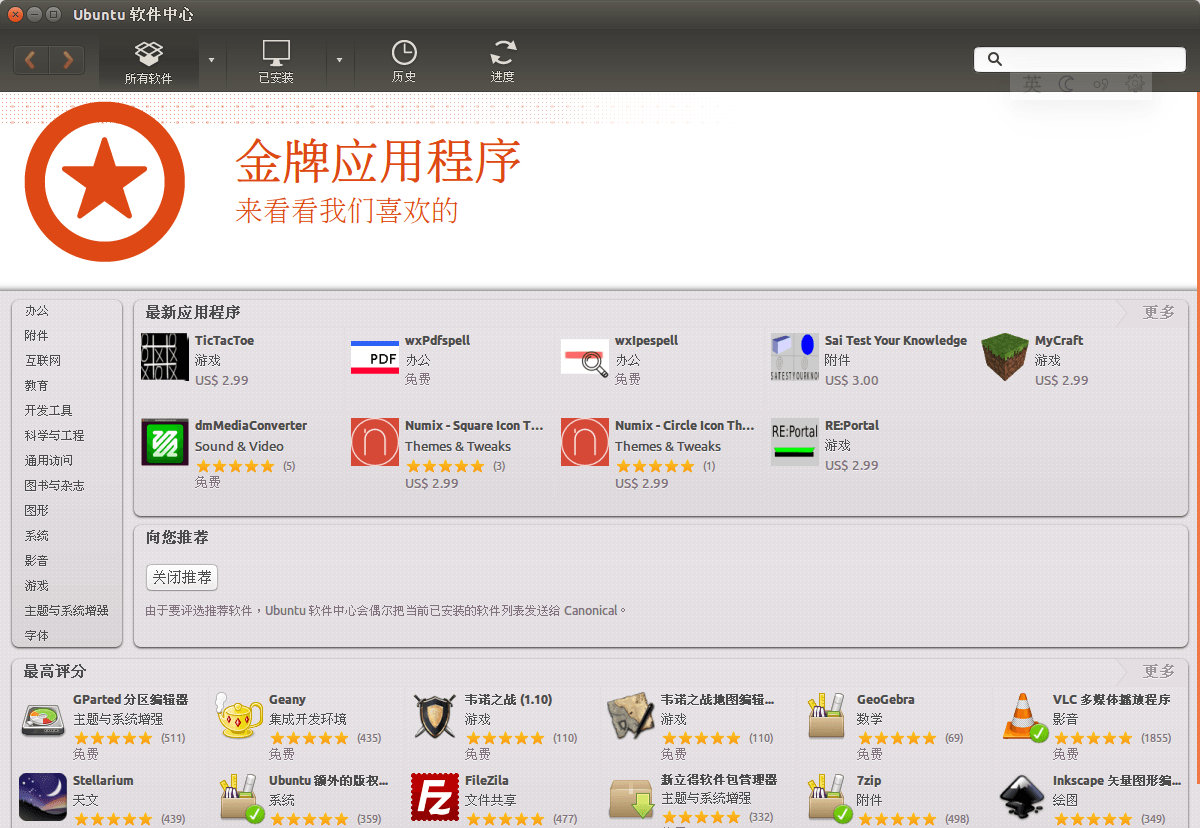 Ubuntu 软件中心
所有软件
已安装
历史
进度
英
金牌应用程序
来看看我们喜欢的
办公
附件
互联网
教育
开发工具
科学与工程
通用访问
图书与杂志
图形
系统
影音
游戏
主题与系统增强
字体
最新应用程序
更多
TicTacToe
游戏
US$ 2.99
PDF
wxPdfspell
办公
免费
wxIpespell
办公
免费
Sai Test Your Knowledge
附件
US$ 3.00
MyCraft
游戏
US$ 2.99
dmMediaConverter
Sound & Video
(5)
免费
Numix - Square Icon T...
Themes & Tweaks
(3)
US$ 2.99
Numix - Circle Icon Th...
Themes & Tweaks
(1)
US$ 2.99
RE:Portal
RE:Portal
游戏
US$ 2.99
向您推荐
关闭推荐
由于要评选推荐软件，Ubuntu 软件中心会偶尔把当前已安装的软件列表发送给 Canonical。
最高评分
更多
GParted 分区编辑器
主题与系统增强
(511)
免费
Geany
集成开发环境
(435)
免费
韦诺之战 (1.10)
游戏
(110)
免费
韦诺之战地图编辑...
游戏
(110)
免费
GeoGebra
数学
(69)
免费
VLC 多媒体播放程序
影音
(1855)
免费
Stellarium
天文
(439)
Ubuntu 额外的版权...
系统
(359)
Fz
FileZila
文件共享
(477)
新立得软件包管理器
主题与系统增强
(332)
7zip
附件
(498)
Inkscape 矢量图形编...
绘图
(349)